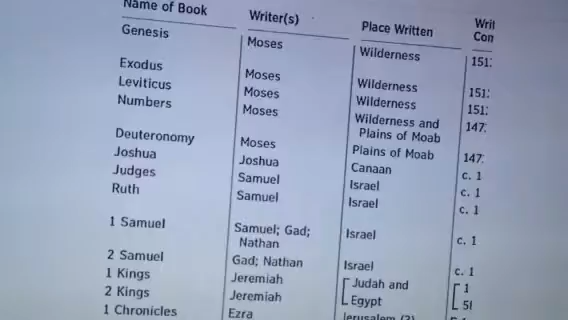 Name of Book Writer(s) Place Written Writ
Con
Genesis Moses Wilderness 151
Exodus Moses Wilderness 151
Leviticus Moses Wilderness 151
Numbers Moses Wilderness and 147
Plains of Moab
Deuteronomy Moses Plains of Moab 147
Joshua Joshua Canaan c. 1
Judges Samuel Israel c. 1
Ruth Samuel Israel c. 1
1 Samuel Samuel; Gad; Israel c. 1
Nathan
2 Samuel Gad; Nathan Israel c. 1
1 Kings Jeremiah Judah and 1
2 Kings Jeremiah Egypt
1 Chronicles Ezra Jerusalem (?)